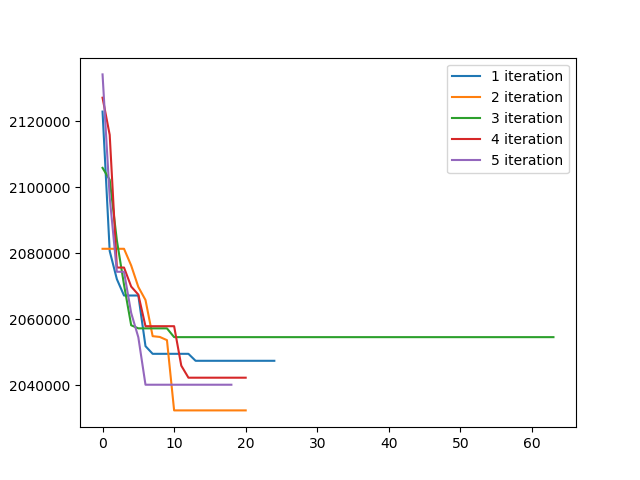 1 iteration
2 iteration
3 iteration
4 iteration
5 iteration
2120000
2100000
2080000
2060000
2040000
0 10 20 30 40 50 60